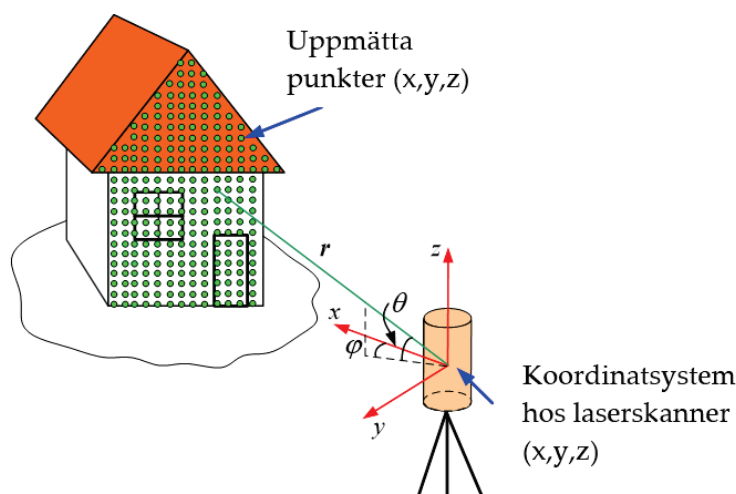 Uppmätta
punkter (x,y,z)
r
z
x
θ
φ
y
Koordinatsystem
hos laserskanner
(x,y,z)